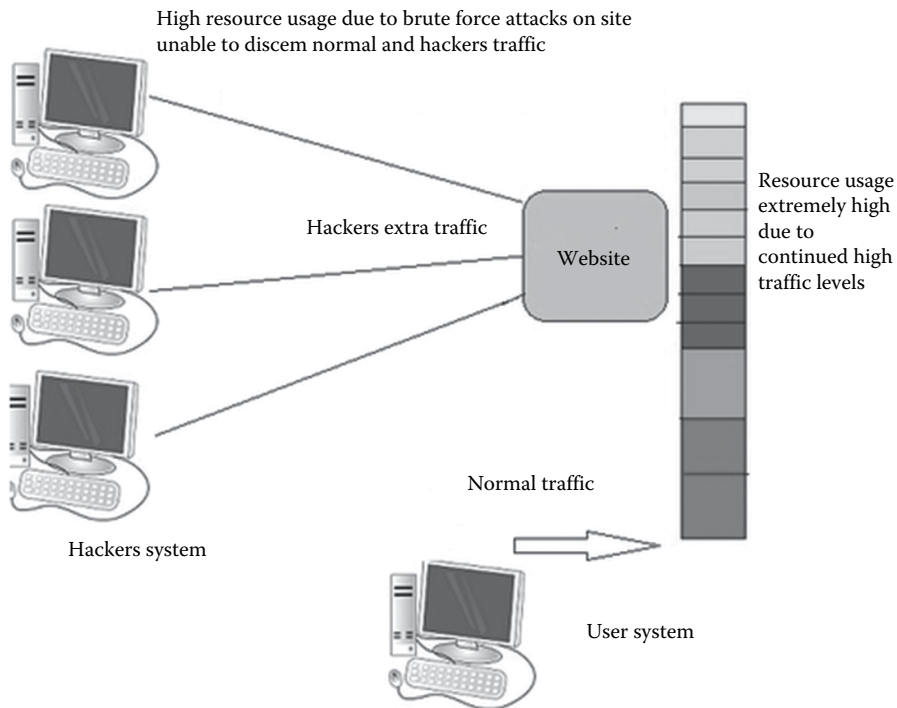 High resource usage due to brute force attacks on site
unable to discem normal and hackers traffic
Hackers extra traffic
Website
Resource usage
extremely high
due to
continued high
traffic levels
Normal traffic
Hackers system
User system